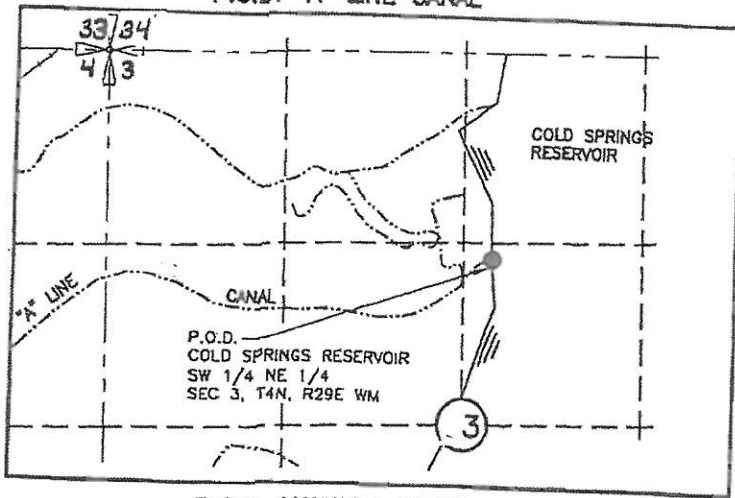 33/34
4 3
COLD SPRINGS
RESERVOIR
"A" LINE
CANAL
P.O.D.
COLD SPRINGS RESERVOIR
SW 1/4 NE 1/4
SEC 3, T4N, R29E WM
3